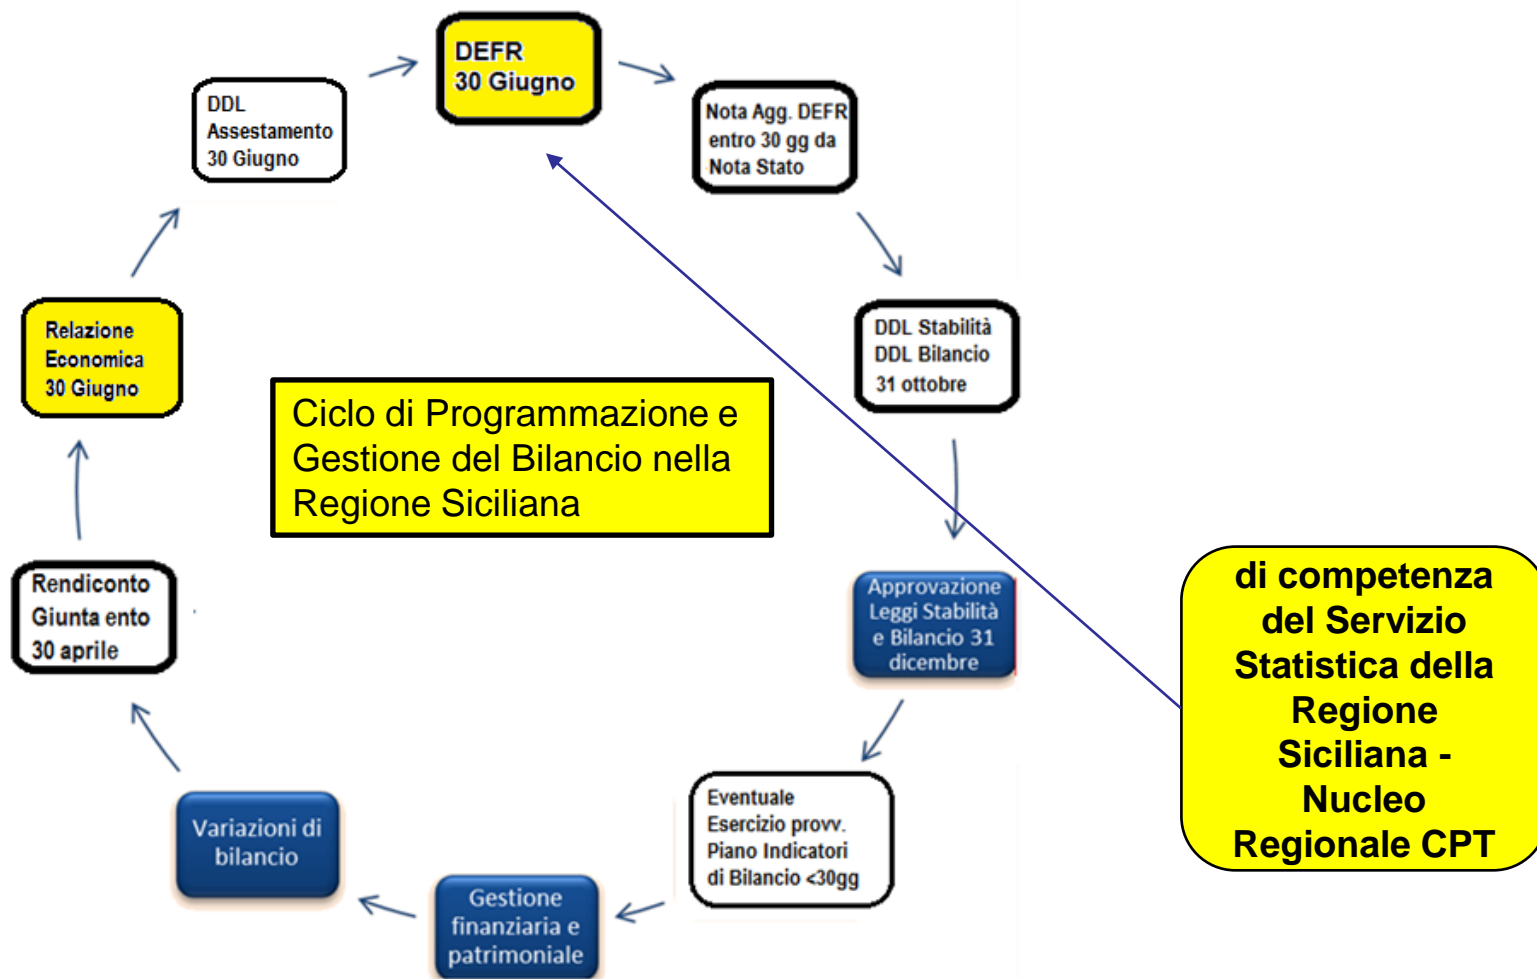 DEFR
30 Giugno
Nota Agg. DEFR
entro 30 gg da
Nota Stato
DDL Stabilità
DDL Bilancio
31 ottobre
Approvazione
Leggi Stabilità
e Bilancio 31
dicembre
Eventuale
Esercizio provv.
Piano Indicatori
di Bilancio <30gg
Gestione
finanziaria e
patrimoniale
Variazioni di
bilancio
Rendiconto
Giunta ento
30 aprile
Relazione
Economica
30 Giugno
DDL
Assestamento
30 Giugno
Ciclo di Programmazione e
Gestione del Bilancio nella
Regione Siciliana
di competenza
del Servizio
Statistica della
Regione
Siciliana -
Nucleo
Regionale CPT